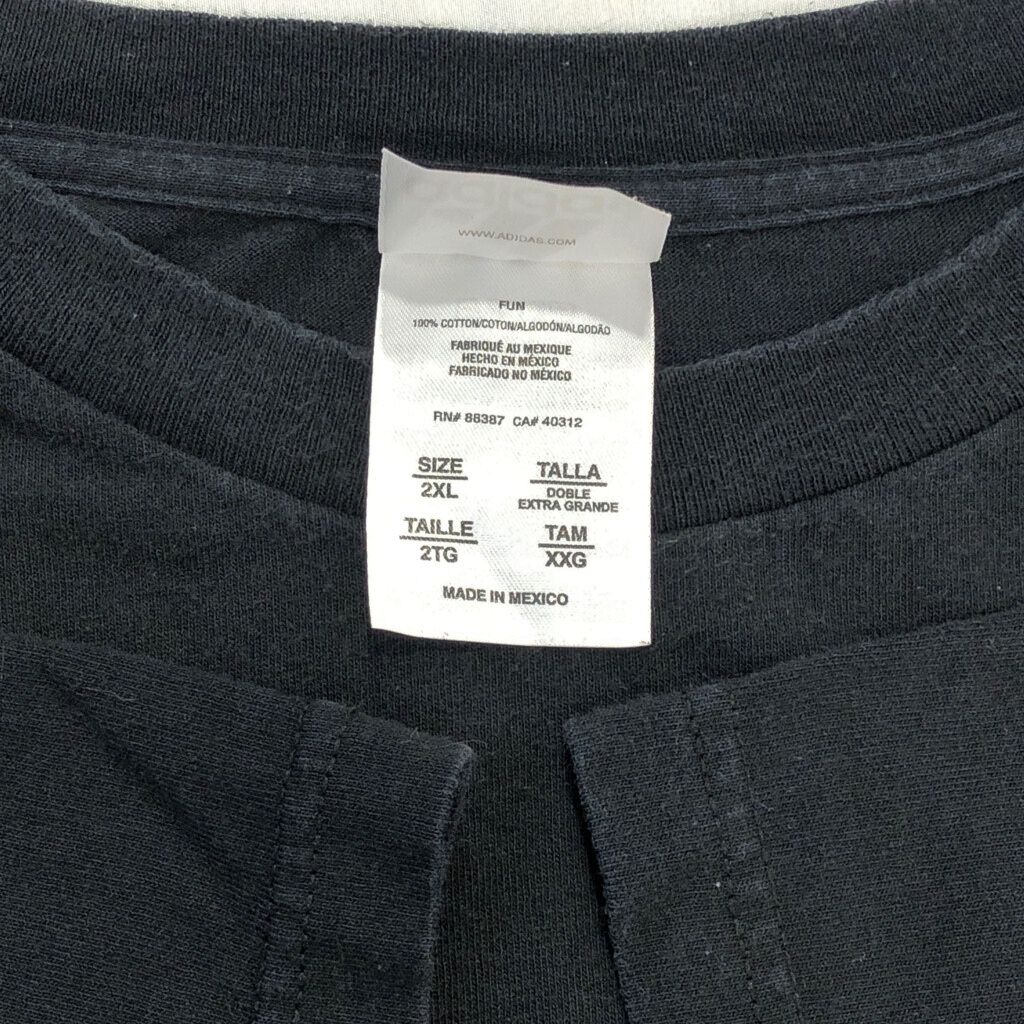 WWW.ADIDAS.COM
FUN
100% COTTON/COTON/ALGODÓN/ALGODÃO
FABRIQUÉ AU MEXIQUE
HECHO EN MÉXICO
FABRICADO NO MÉXICO
RN# 88387 CA# 40312
SIZE
2XL
TALLA
DOBLE
EXTRA GRANDE
TAILLE
2TG
TAM
XXG
MADE IN MEXICO